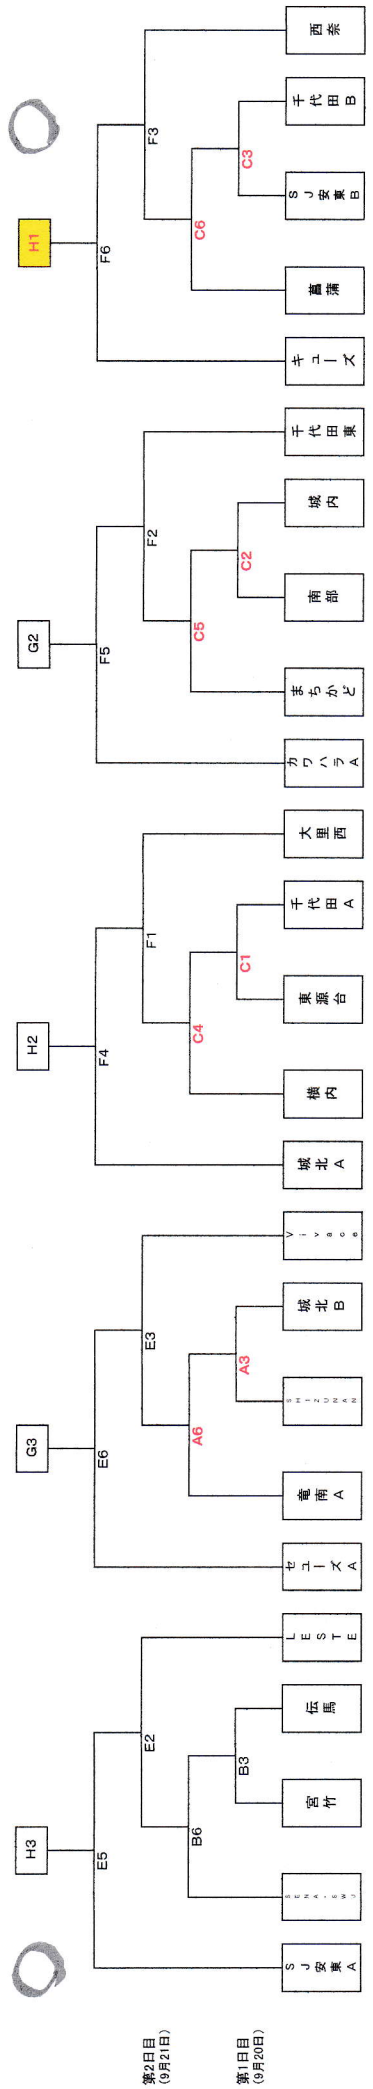 H3
G3
H2
G2
H1
E5
E6
F4
F5
F6
第2日目
(9月21日)
E2
E3
F1
F2
F3
B6
A6
C4
C5
C6
第1日目
(9月20日)
B3
A3
C1
C2
C3
SJ安東A
宮竹
伝馬
LESTE
セユーズA
竜南A
SHIZUNAN
城北B
Vivace
城北A
横内
東源台
千代田A
大里西
カワハラA
まちかど
南部
城内
千代田東
キューズ
菖蒲
SJ安東B
千代田B
西奈